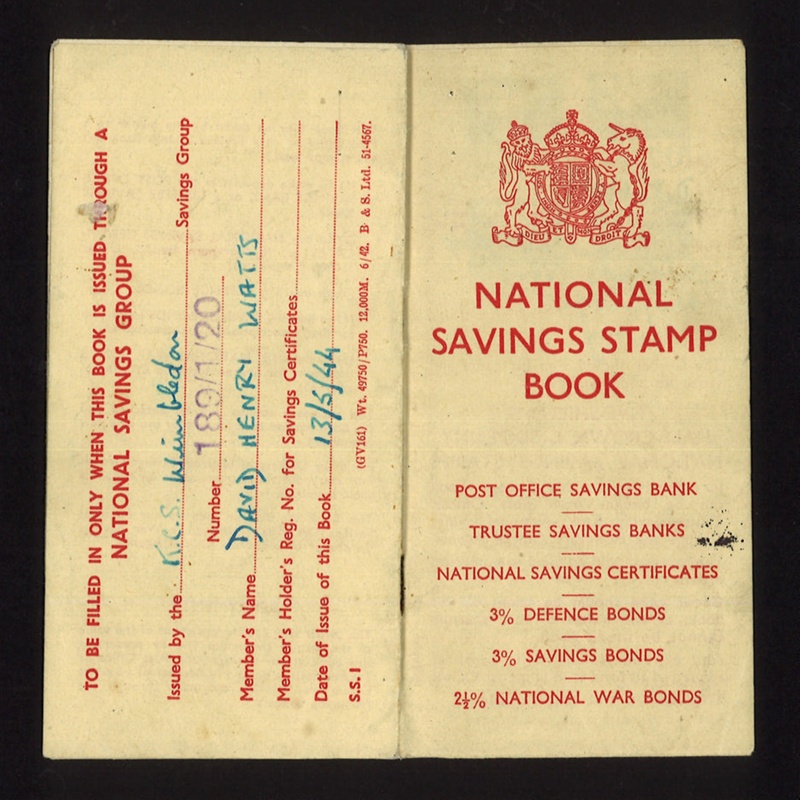 TO BE FILLED IN ONLY WHEN THIS BOOK IS ISSUED THROUGH A
NATIONAL SAVINGS GROUP
Issued by the K.C.S. Wimbledon Savings Group
Number 189/1/20
Member's Name DAVID HENRY WATTS
Member's Holder's Reg. No. for Savings Certificates
Date of Issue of this Book 13/5/44
S.S. 1
(GV161) Wt. 49750/P750. 12,000M. 6/42. B & S. Ltd. 51-4567.
DIEU ET MON DROIT
NATIONAL
SAVINGS STAMP
BOOK
POST OFFICE SAVINGS BANK
TRUSTEE SAVINGS BANKS
NATIONAL SAVINGS CERTIFICATES
3% DEFENCE BONDS
3% SAVINGS BONDS
2½% NATIONAL WAR BONDS